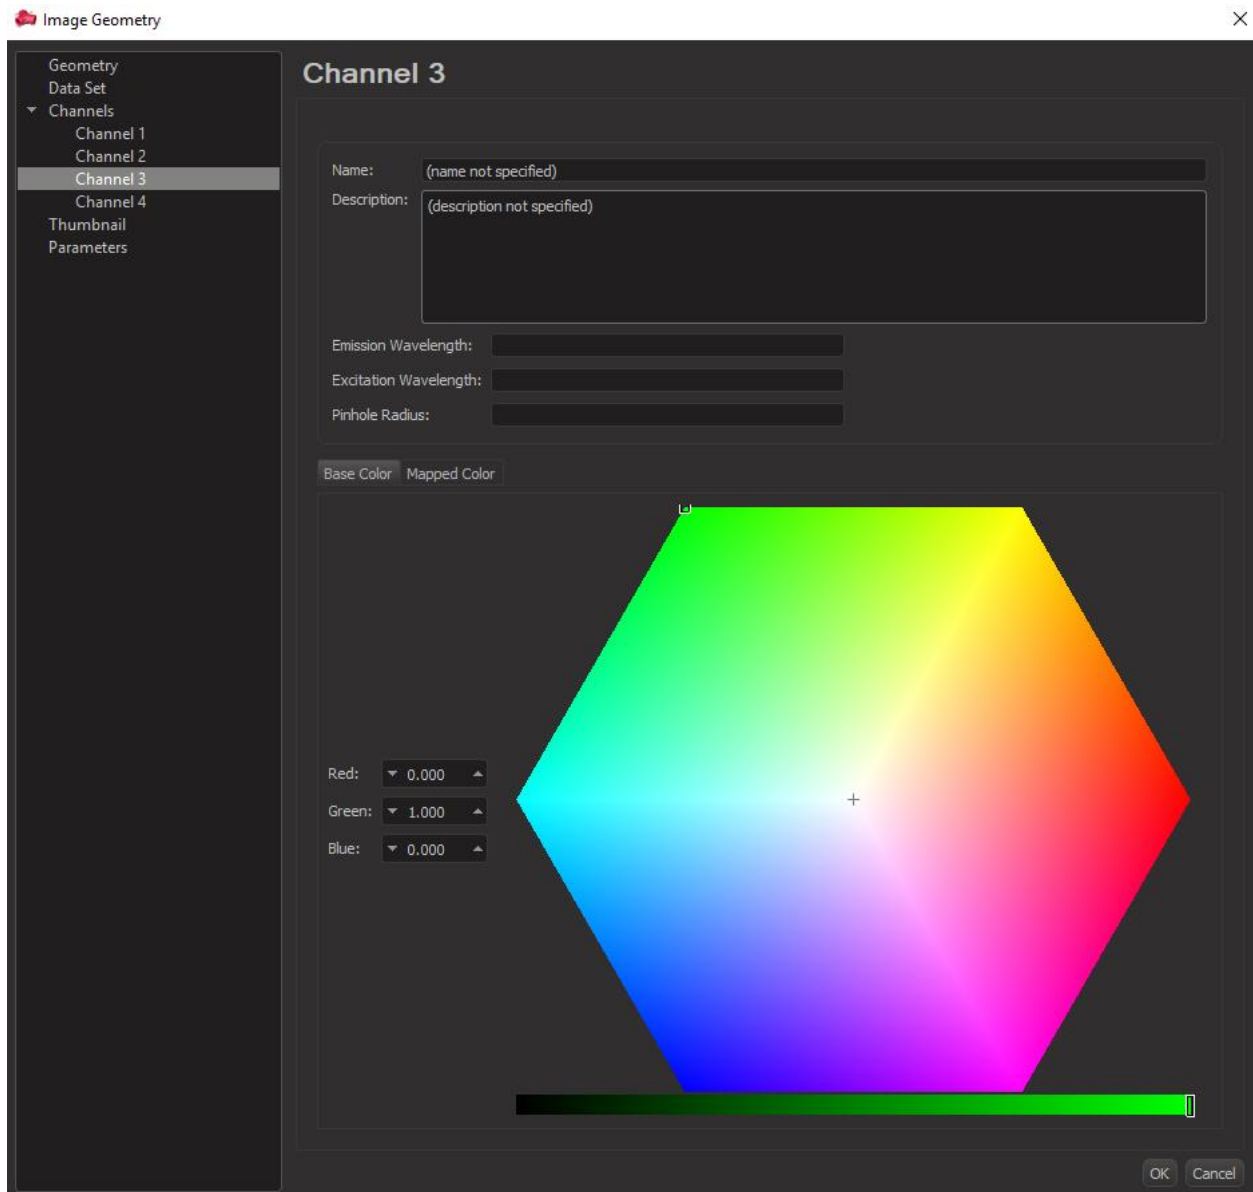 Image Geometry
Geometry
Data Set
Channels
Channel 1
Channel 2
Channel 3
Channel 4
Thumbnail
Parameters
Channel 3
Name: (name not specified)
Description: (description not specified)
Emission Wavelength:
Excitation Wavelength:
Pinhole Radius:
Base Color Mapped Color
Red: 0.000
Green: 1.000
Blue: 0.000
OK Cancel